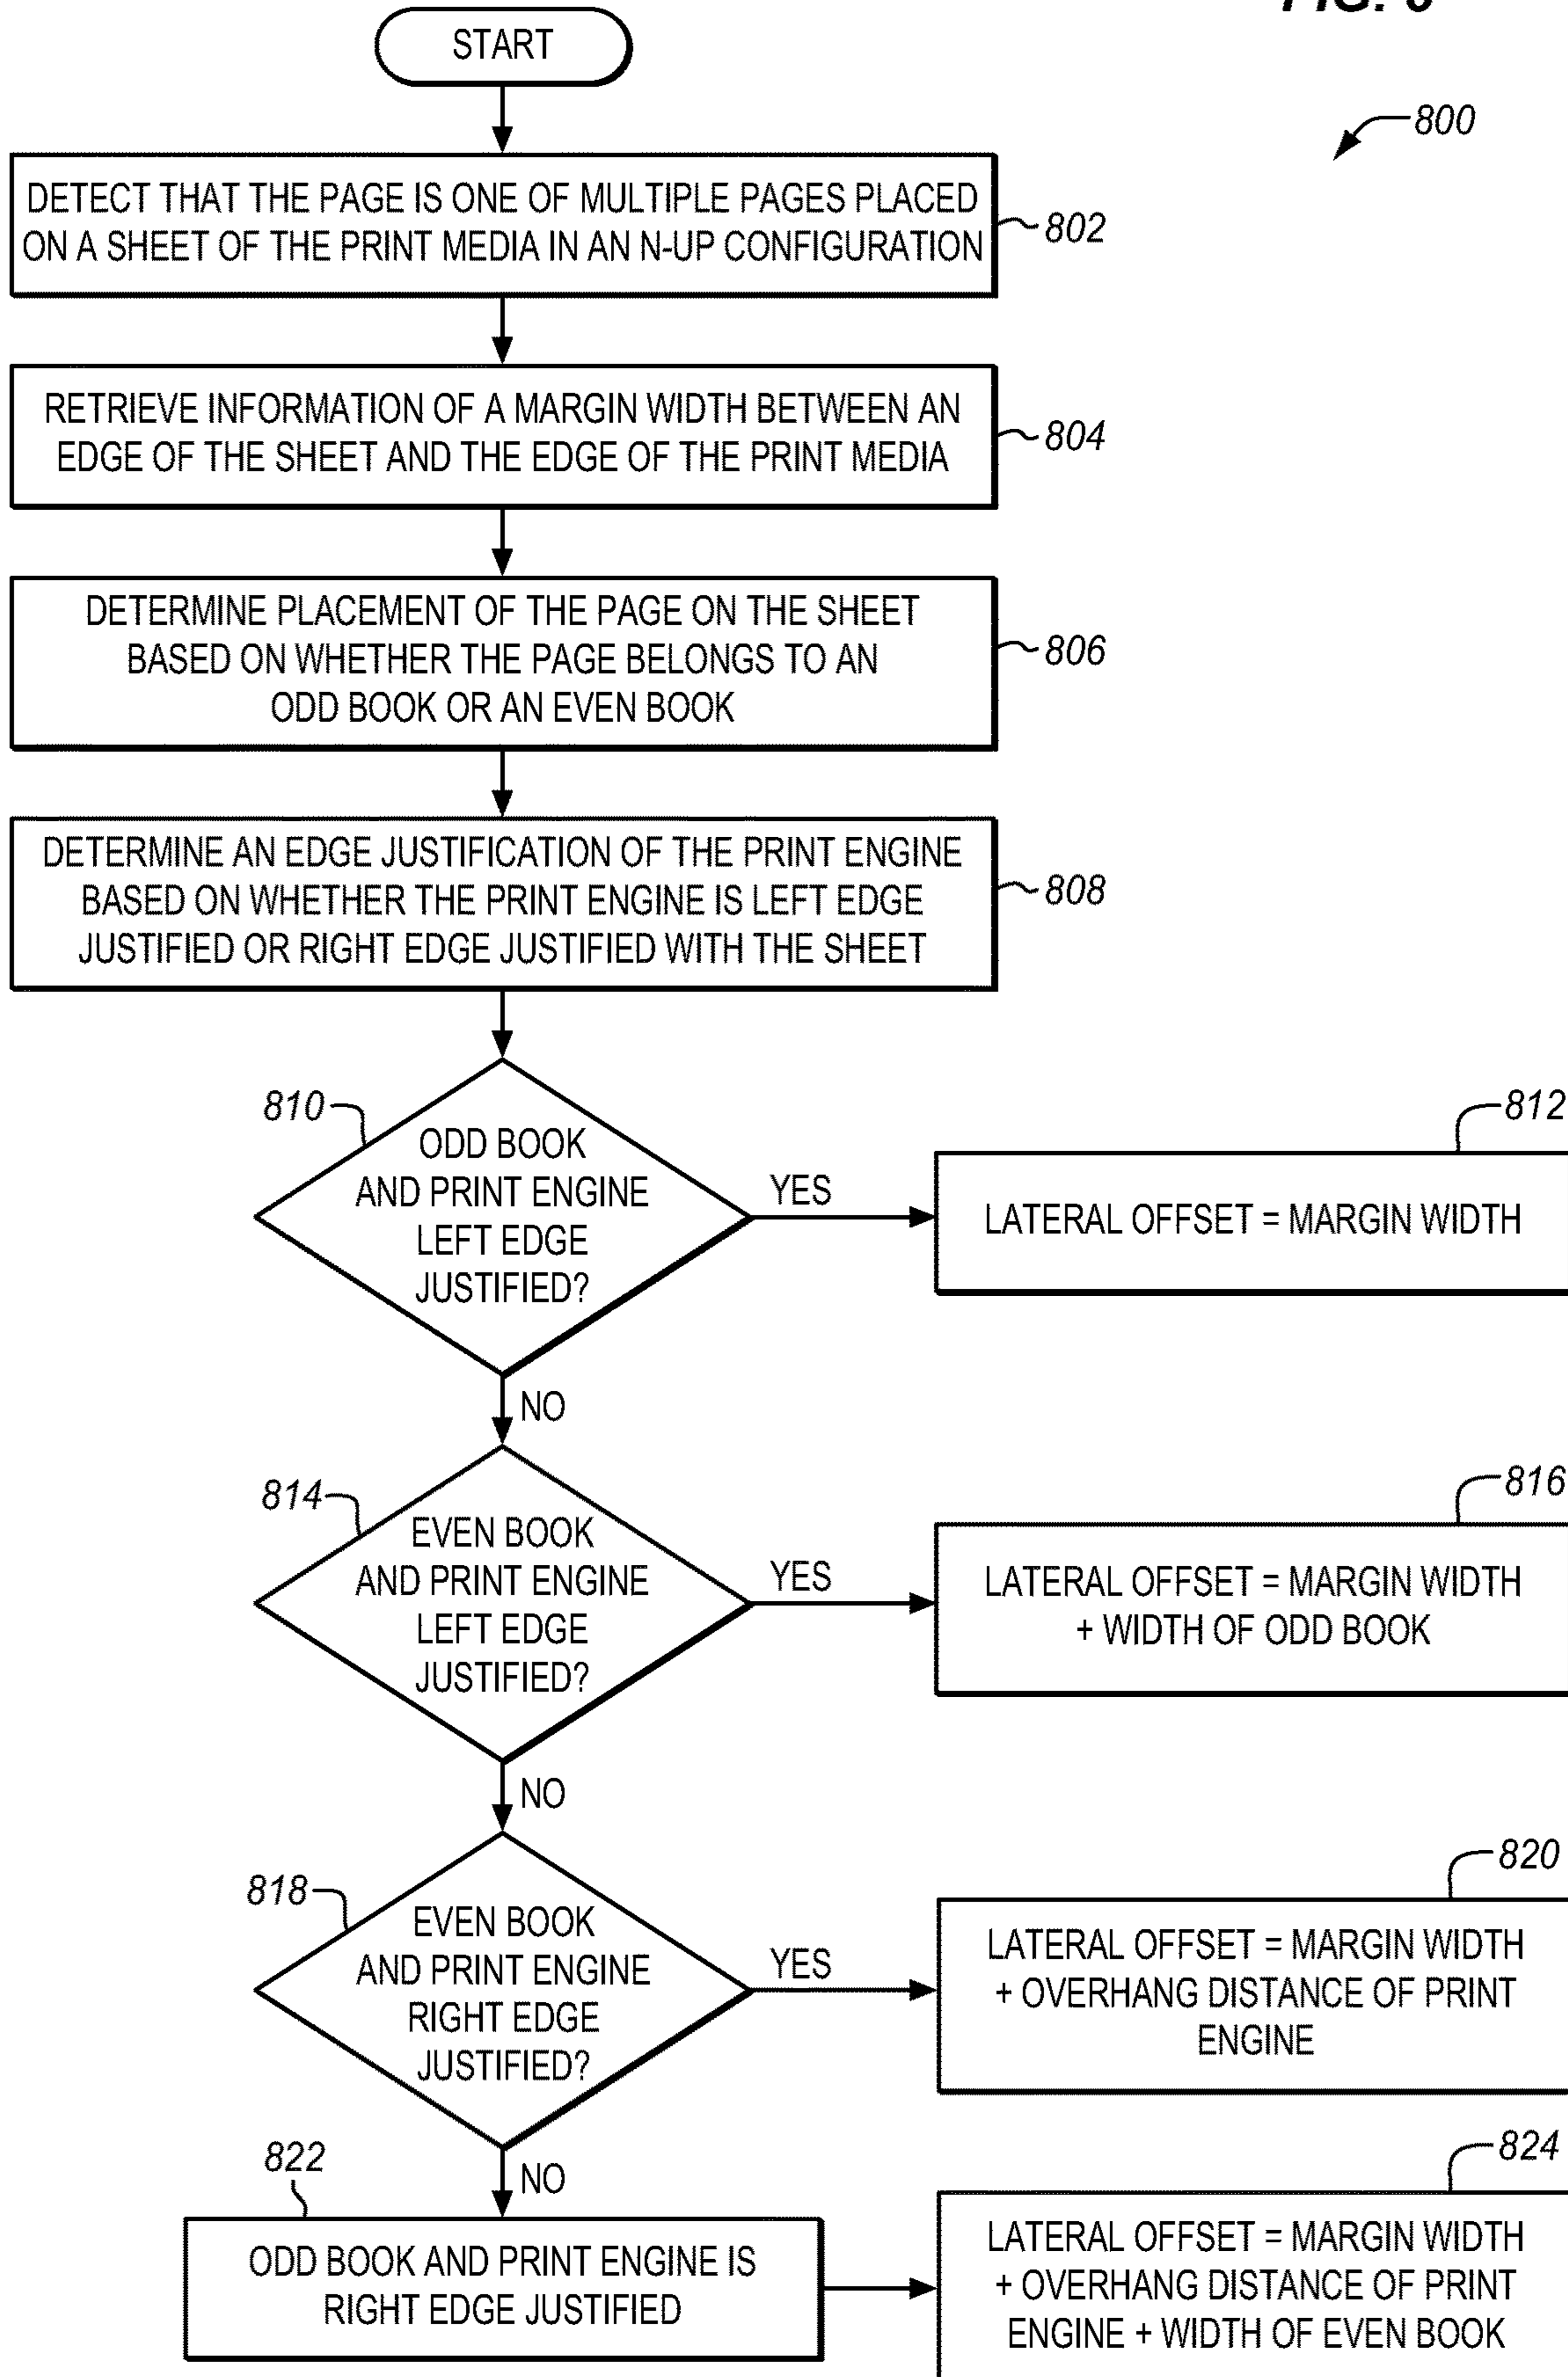 START
800
DETECT THAT THE PAGE IS ONE OF MULTIPLE PAGES PLACED
ON A SHEET OF THE PRINT MEDIA IN AN N-UP CONFIGURATION
802
RETRIEVE INFORMATION OF A MARGIN WIDTH BETWEEN AN
EDGE OF THE SHEET AND THE EDGE OF THE PRINT MEDIA
804
DETERMINE PLACEMENT OF THE PAGE ON THE SHEET
BASED ON WHETHER THE PAGE BELONGS TO AN
ODD BOOK OR AN EVEN BOOK
806
DETERMINE AN EDGE JUSTIFICATION OF THE PRINT ENGINE
BASED ON WHETHER THE PRINT ENGINE IS LEFT EDGE
JUSTIFIED OR RIGHT EDGE JUSTIFIED WITH THE SHEET
808
810
ODD BOOK
AND PRINT ENGINE
LEFT EDGE
JUSTIFIED?
YES
812
LATERAL OFFSET = MARGIN WIDTH
NO
814
EVEN BOOK
AND PRINT ENGINE
LEFT EDGE
JUSTIFIED?
YES
816
LATERAL OFFSET = MARGIN WIDTH
+ WIDTH OF ODD BOOK
NO
818
EVEN BOOK
AND PRINT ENGINE
RIGHT EDGE
JUSTIFIED?
YES
820
LATERAL OFFSET = MARGIN WIDTH
+ OVERHANG DISTANCE OF PRINT
ENGINE
NO
822
ODD BOOK AND PRINT ENGINE IS
RIGHT EDGE JUSTIFIED
824
LATERAL OFFSET = MARGIN WIDTH
+ OVERHANG DISTANCE OF PRINT
ENGINE + WIDTH OF EVEN BOOK